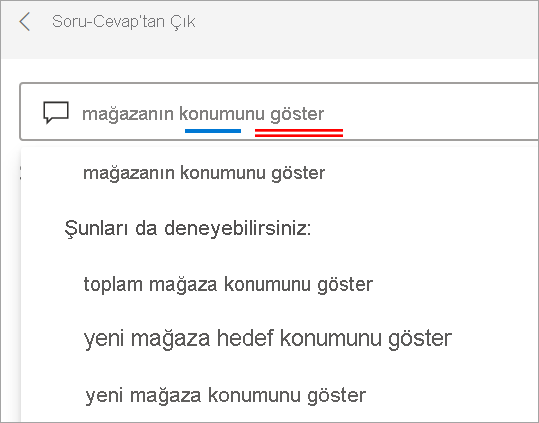 Soru-Cevap'tan Çık
mağazanın konumunu göster
mağazanın konumunu göster
Şunları da deneyebilirsiniz:
toplam mağaza konumunu göster
yeni mağaza hedef konumunu göster
yeni mağaza konumunu göster